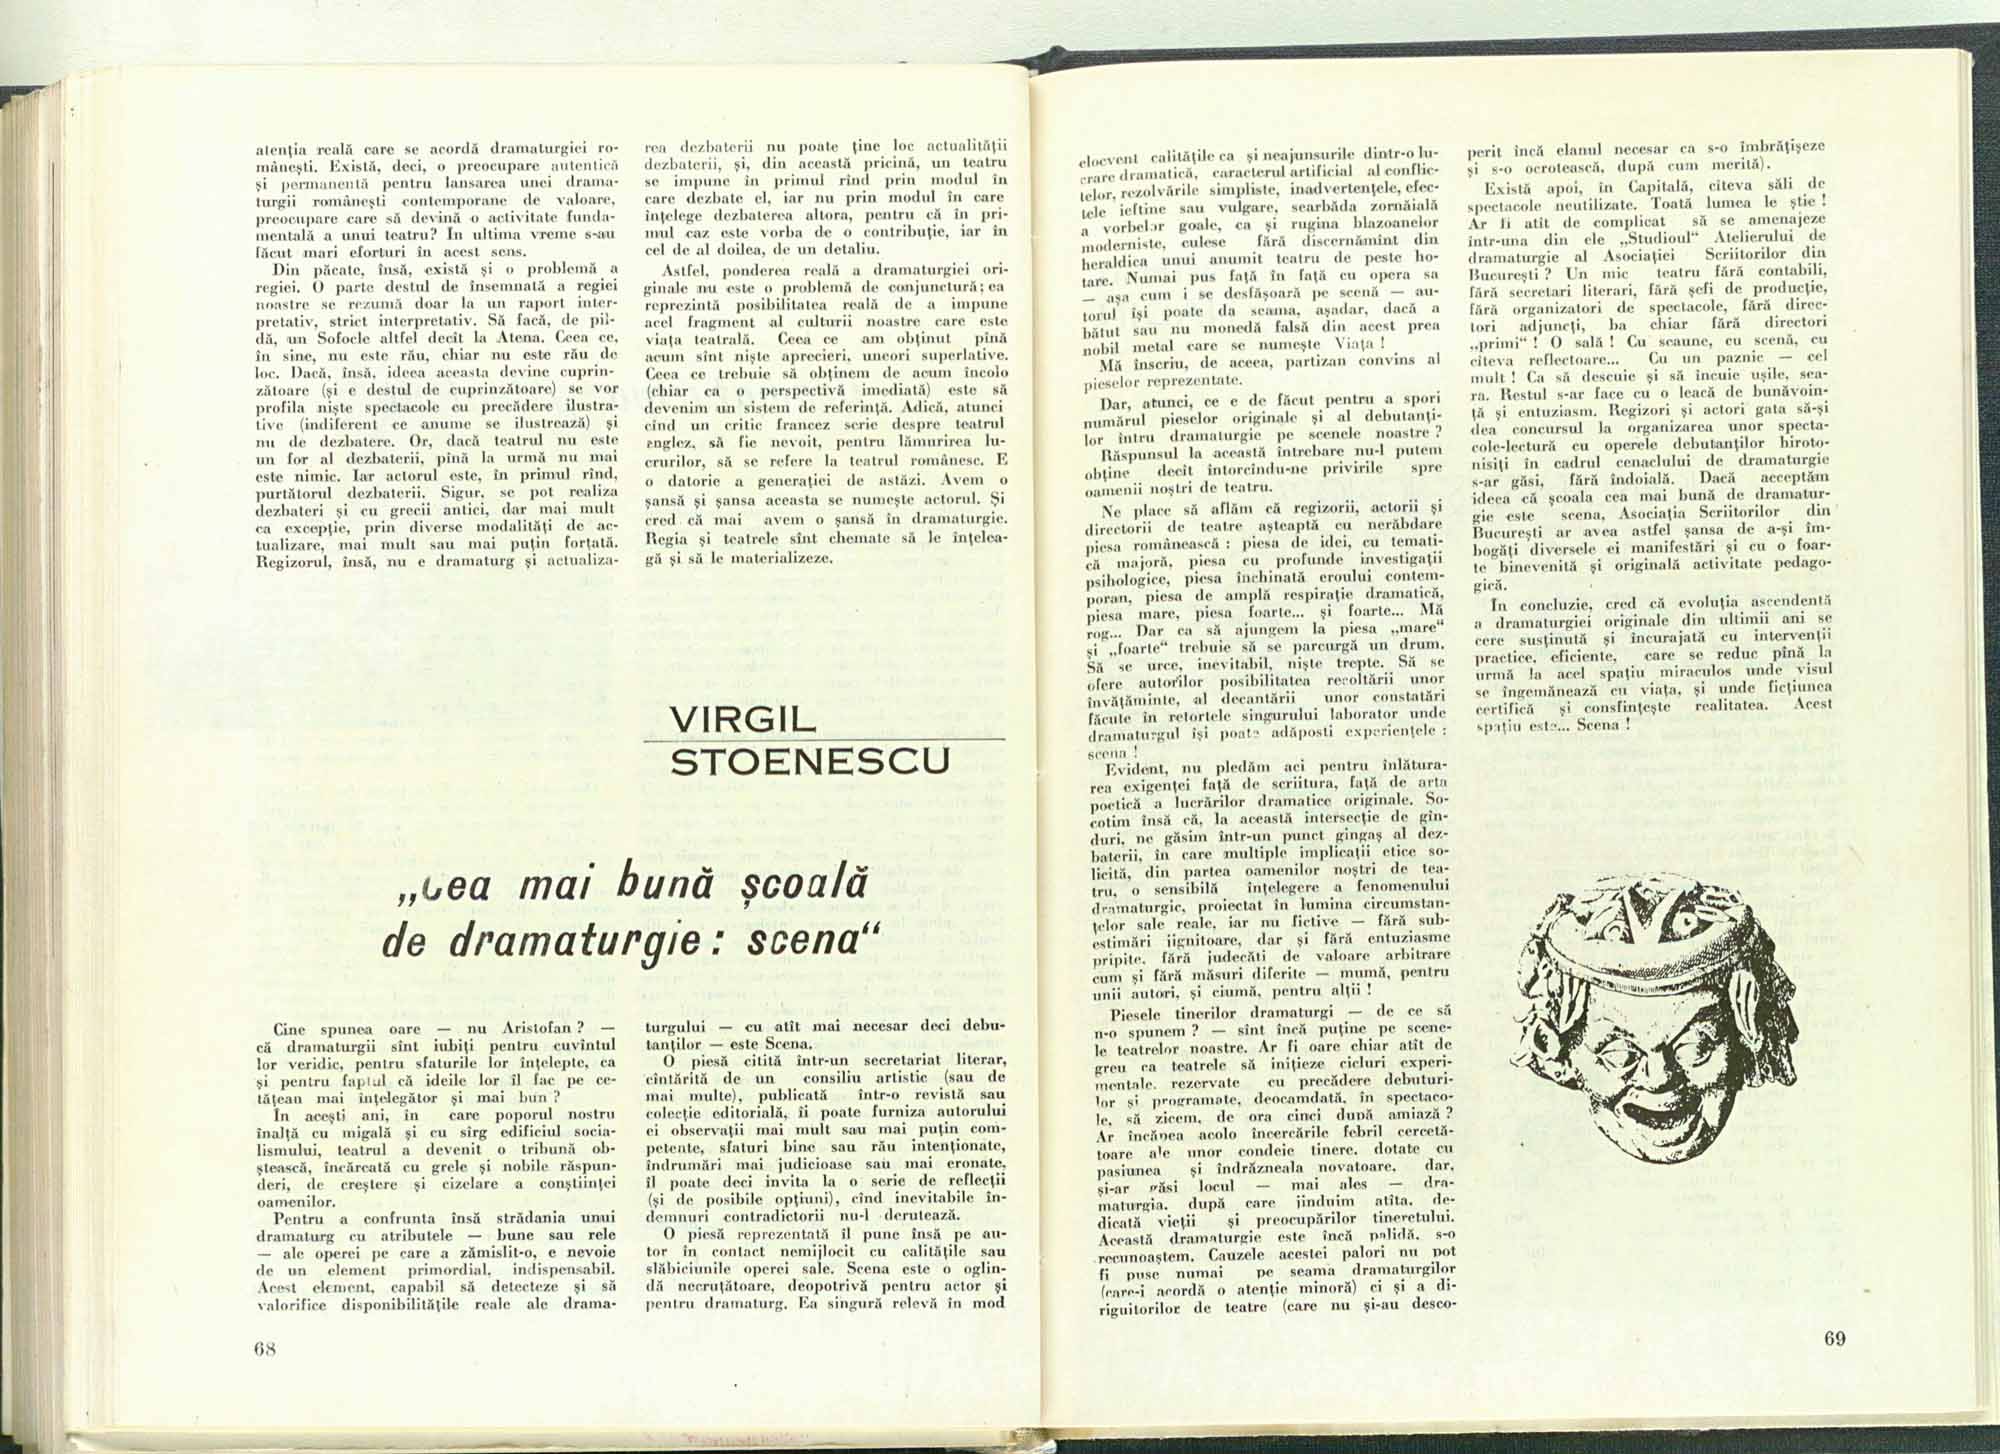 atenția reală care se acordă dramaturgiei ro-
mânești. Există, deci, o preocupare autentică
și permanentă pentru lansarea unei drama-
turgii românești contemporane de valoare,
preocupare care să devină o activitate funda-
mentală a unui teatru? In ultima vreme s-au
făcut mari eforturi în acest sens.
Din păcate, însă, există și o problemă a
regiei. O parte destul de însemnată a regiei
noastre se rezumă doar la un raport inter-
pretativ, strict interpretativ. Să facă, de pil-
dă, un Sofocle altfel decît la Atena. Ceea ce,
în sine, nu este rău, chiar nu este rău de
loc. Dacă, însă, ideea aceasta devine cuprin-
zătoare (și e destul de cuprinzătoare) se vor
profila niște spectacole cu precădere ilustra-
tive (indiferent ce anume se ilustrează) și
nu de dezbatere. Or, dacă teatrul nu este
un for al dezbaterii, pînă la urmă nu mai
este nimic. Iar actorul este, în primul rînd,
purtătorul dezbaterii. Sigur, se pot realiza
dezbateri și cu grecii antici, dar mai mult
ca excepție, prin diverse modalități de ac-
tualizare, mai mult sau mai puțin forțată.
Regizorul, însă, nu e dramaturg și actualiza-
rea dezbaterii nu poate ține loc actualității
dezbaterii, și, din această pricină, un teatru
se impune în primul rînd prin modul în
care dezbate el, iar nu prin modul în care
înțelege dezbaterea altora, pentru că în pri-
mul caz este vorba de o contribuție, iar în
cel de al doilea, de un detaliu.
Astfel, ponderea reală a dramaturgiei ori-
ginale nu este o problemă de conjunctură; ea
reprezintă posibilitatea reală de a impune
acel fragment al culturii noastre care este
viața teatrală. Ceea ce am obținut pînă
acum sînt niște aprecieri, uneori superlative.
Ceea ce trebuie să obținem de acum încolo
(chiar ca o perspectivă imediată) este să
devenim un sistem de referință. Adică, atunci
cînd un critic francez scrie despre teatrul
englez, să fie nevoit, pentru lămurirea lu-
crurilor, să se refere la teatrul românesc. E
o datorie a generației de astăzi. Avem o
șansă și șansa aceasta se numește actorul. Și
cred că mai avem o șansă în dramaturgie.
Regia și teatrele sînt chemate să le înțelea-
gă și să le materializeze.
VIRGIL
STOENESCU
„Cea mai bună școală
de dramaturgie: scena“
Cine spunea oare — nu Aristofan? —
că dramaturgii sînt iubiți pentru cuvîntul
lor veridic, pentru sfaturile lor înțelepte, ca
și pentru faptul că ideile lor îl fac pe ce-
tățean mai înțelegător și mai bun?
In acești ani, în care poporul nostru
înalță cu migală și cu sîrg edificiul socia-
lismului, teatrul a devenit o tribună ob-
ștească, încărcată cu grele și nobile răspun-
deri, de creștere și cizelare a conștiinței
oamenilor.
Pentru a confrunta însă strădania unui
dramaturg cu atributele — bune sau rele
— ale operei pe care a zămislit-o, e nevoie
de un element primordial, indispensabil.
Acest element, capabil să detecteze și să
valorifice disponibilitățile reale ale drama-
turgului — cu atît mai necesar deci debu-
tanților — este Scena.
O piesă citită într-un secretariat literar,
cîntărită de un consiliu artistic (sau de
mai multe), publicată într-o revistă sau
colecție editorială, îi poate furniza autorului
ei observații mai mult sau mai puțin com-
petente, sfaturi bine sau rău intenționate,
îndrumări mai judicioase sau mai eronate,
îl poate deci invita la o serie de reflecții
(și de posibile opțiuni), cînd inevitabile în-
demnuri contradictorii nu-l derutează.
O piesă reprezentată îl pune însă pe au-
tor în contact nemijlocit cu calitățile sau
slăbiciunile operei sale. Scena este o oglin-
dă necruțătoare, deopotrivă pentru actor și
pentru dramaturg. Ea singură relevă în mod
68
elocvent calitățile ca și neajunsurile dintr-o lu-
crare dramatică, caracterul artificial al conflic-
telor, rezolvările simpliste, inadvertențele, efec-
tele ieftine sau vulgare, searbăda zornăială
a vorbelor goale, ca și rugina blazoanelor
moderniste, culese fără discernămînt din
heraldica unui anumit teatru de peste ho-
tare. Numai pus față în față cu opera sa
— așa cum i se desfășoară pe scenă — au-
torul își poate da seama, așadar, dacă a
bătut sau nu monedă falsă din acest prea
nobil metal care se numește Viața!
Mă înscriu, de aceea, partizan convins al
pieselor reprezentate.
Dar, atunci, ce e de făcut pentru a spori
numărul pieselor originale și al debutanți-
lor întru dramaturgie pe scenele noastre?
Răspunsul la această întrebare nu-l putem
obține decît întorcîndu-ne privirile spre
oamenii noștri de teatru.
Ne place să aflăm că regizorii, actorii și
directorii de teatre așteaptă cu nerăbdare
piesa românească: piesa de idei, cu temati-
că majoră, piesa cu profunde investigații
psihologice, piesa închinată eroului contem-
poran, piesa de amplă respirație dramatică,
piesa mare, piesa foarte... și foarte... Mă
rog... Dar ca să ajungem la piesa „mare“
și „foarte“ trebuie să se parcurgă un drum.
Să se urce, inevitabil, niște trepte. Să se
ofere autorilor posibilitatea recoltării unor
învățăminte, al decantării unor constatări
făcute în retortele singurului laborator unde
dramaturgul își poate adăposti experiențele:
scena!
Evident, nu pledăm aci pentru înlătura-
rea exigenței față de scriitura, față de arta
poetică a lucrărilor dramatice originale. So-
cotim însă că, la această intersecție de gîn-
duri, ne găsim într-un punct gingaș al dez-
baterii, în care multiple implicații etice so-
licită, din partea oamenilor noștri de tea-
tru, o sensibilă înțelegere a fenomenului
dramaturgic, proiectat în lumina circumstan-
țelor sale reale, iar nu fictive — fără sub-
estimări jignitoare, dar și fără entuziasme
pripite, fără judecăți de valoare arbitrare
cum și fără măsuri diferite — mumă, pentru
unii autori, și ciumă, pentru alții!
Piesele tinerilor dramaturgi — de ce să
n-o spunem? — sînt încă puține pe scene-
le teatrelor noastre. Ar fi oare chiar atît de
greu ca teatrele să inițieze cicluri experi-
mentale, rezervate cu precădere debuturi-
lor și programate, deocamdată, în spectaco-
le, să zicem, de ora cinci după amiază?
Ar încăpea acolo încercările febril cercetă-
toare ale unor condeie tinere, dotate cu
pasiunea și îndrăzneala novatoare, dar,
și-ar găsi locul — mai ales — dra-
maturgia, după care jinduim atîta, de-
dicată vieții și preocupărilor tineretului.
Această dramaturgie este încă palidă, s-o
recunoaștem. Cauzele acestei palori nu pot
fi puse numai pe seama dramaturgilor
(care-i acordă o atenție minoră) ci și a di-
riguitorilor de teatre (care nu și-au desco-
perit încă elanul necesar ca s-o îmbrățișeze
și s-o ocrotească, după cum merită).
Există apoi, în Capitală, cîteva săli de
spectacole neutilizate. Toată lumea le știe!
Ar fi atît de complicat să se amenajeze
într-una din ele „Studioul“ Atelierului de
dramaturgie al Asociației Scriitorilor din
București? Un mic teatru fără contabili,
fără secretari literari, fără șefi de producție,
fără organizatori de spectacole, fără direc-
tori adjuncți, ba chiar fără directori
„primi“! O sală! Cu scaune, cu scenă, cu
cîteva reflectoare... Cu un paznic — cel
mult! Ca să descuie și să încuie ușile, sea-
ra. Restul s-ar face cu o leacă de bunăvoin-
ță și entuziasm. Regizori și actori gata să-și
dea concursul la organizarea unor specta-
cole-lectură cu operele debutanților hiroto-
nisiți în cadrul cenaclului de dramaturgie
s-ar găsi, fără îndoială. Dacă acceptăm
ideea că școala cea mai bună de dramatur-
gie este scena, Asociația Scriitorilor din
București ar avea astfel șansa de a-și îm-
bogăți diversele ei manifestări și cu o foar-
te binevenită și originală activitate pedago-
gică.
In concluzie, cred că evoluția ascendentă
a dramaturgiei originale din ultimii ani se
cere susținută și încurajată cu intervenții
practice, eficiente, care se reduc pînă la
urmă la acel spațiu miraculos unde visul
se îngemănează cu viața, și unde ficțiunea
certifică și consfințește realitatea. Acest
spațiu este... Scena!
69